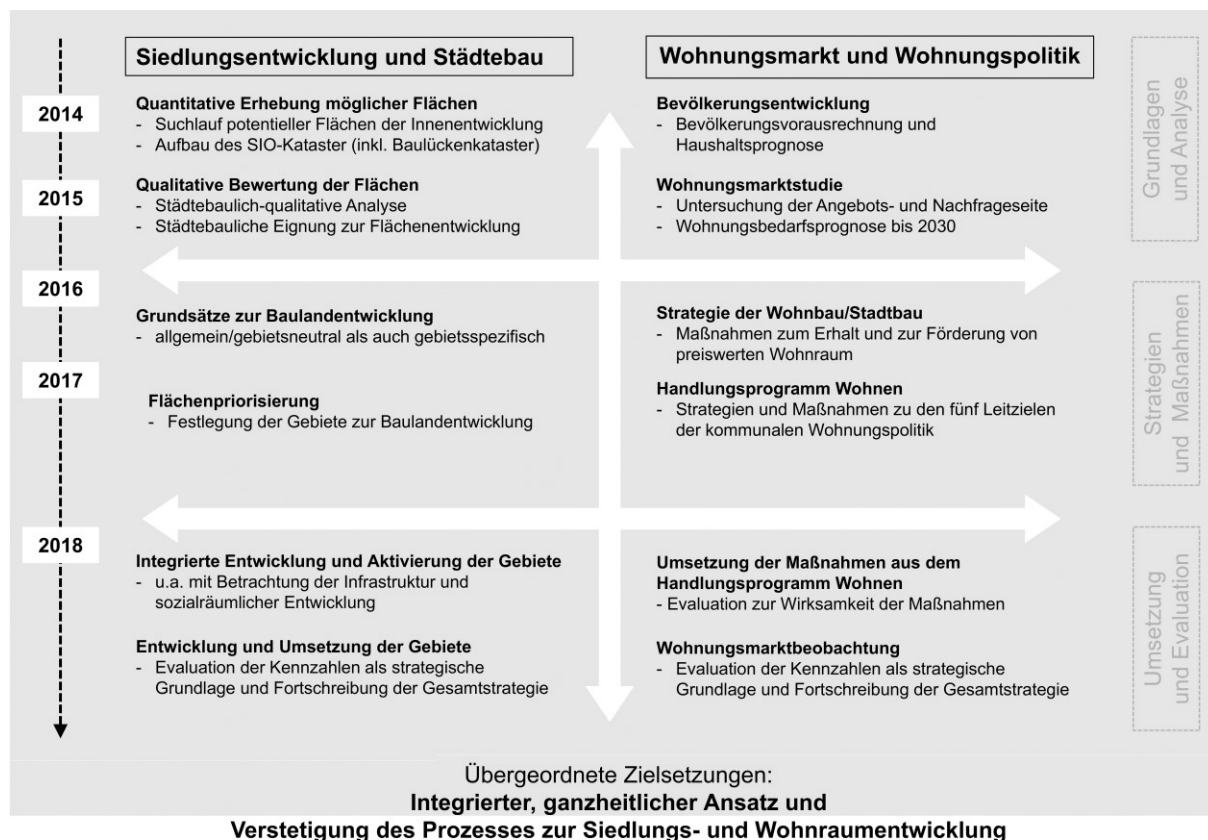 Siedlungsentwicklung und Städtebau
Wohnungsmarkt und Wohnungspolitik
2014
Quantitative Erhebung möglicher Flächen
- Suchlauf potentieller Flächen der Innenentwicklung
- Aufbau des SIO-Kataster (inkl. Baulückenkataster)
Bevölkerungsentwicklung
- Bevölkerungsvorausrechnung und
Haushaltsprognose
2015
Qualitative Bewertung der Flächen
- Städtebaulich-qualitative Analyse
- Städtebauliche Eignung zur Flächenentwicklung
Wohnungsmarktstudie
- Untersuchung der Angebots- und Nachfrageseite
- Wohnungsbedarfsprognose bis 2030
Grundlagen
und Analyse
2016
Grundsätze zur Baulandentwicklung
- allgemein/gebietsneutral als auch gebietsspezifisch
Strategie der Wohnbau/Stadtbau
- Maßnahmen zum Erhalt und zur Förderung von
preiswerten Wohnraum
2017
Flächenpriorisierung
- Festlegung der Gebiete zur Baulandentwicklung
Handlungsprogramm Wohnen
- Strategien und Maßnahmen zu den fünf Leitzielen
der kommunalen Wohnungspolitik
Strategien
und Maßnahmen
2018
Integrierte Entwicklung und Aktivierung der Gebiete
- u.a. mit Betrachtung der Infrastruktur und
sozialräumlicher Entwicklung
Umsetzung der Maßnahmen aus dem
Handlungsprogramm Wohnen
- Evaluation zur Wirksamkeit der Maßnahmen
Entwicklung und Umsetzung der Gebiete
- Evaluation der Kennzahlen als strategische
Grundlage und Fortschreibung der Gesamtstrategie
Wohnungsmarktbeobachtung
- Evaluation der Kennzahlen als strategische
Grundlage und Fortschreibung der Gesamtstrategie
Umsetzung
und Evaluation
Übergeordnete Zielsetzungen:
Integrierter, ganzheitlicher Ansatz und
Verstetigung des Prozesses zur Siedlungs- und Wohnraumentwicklung